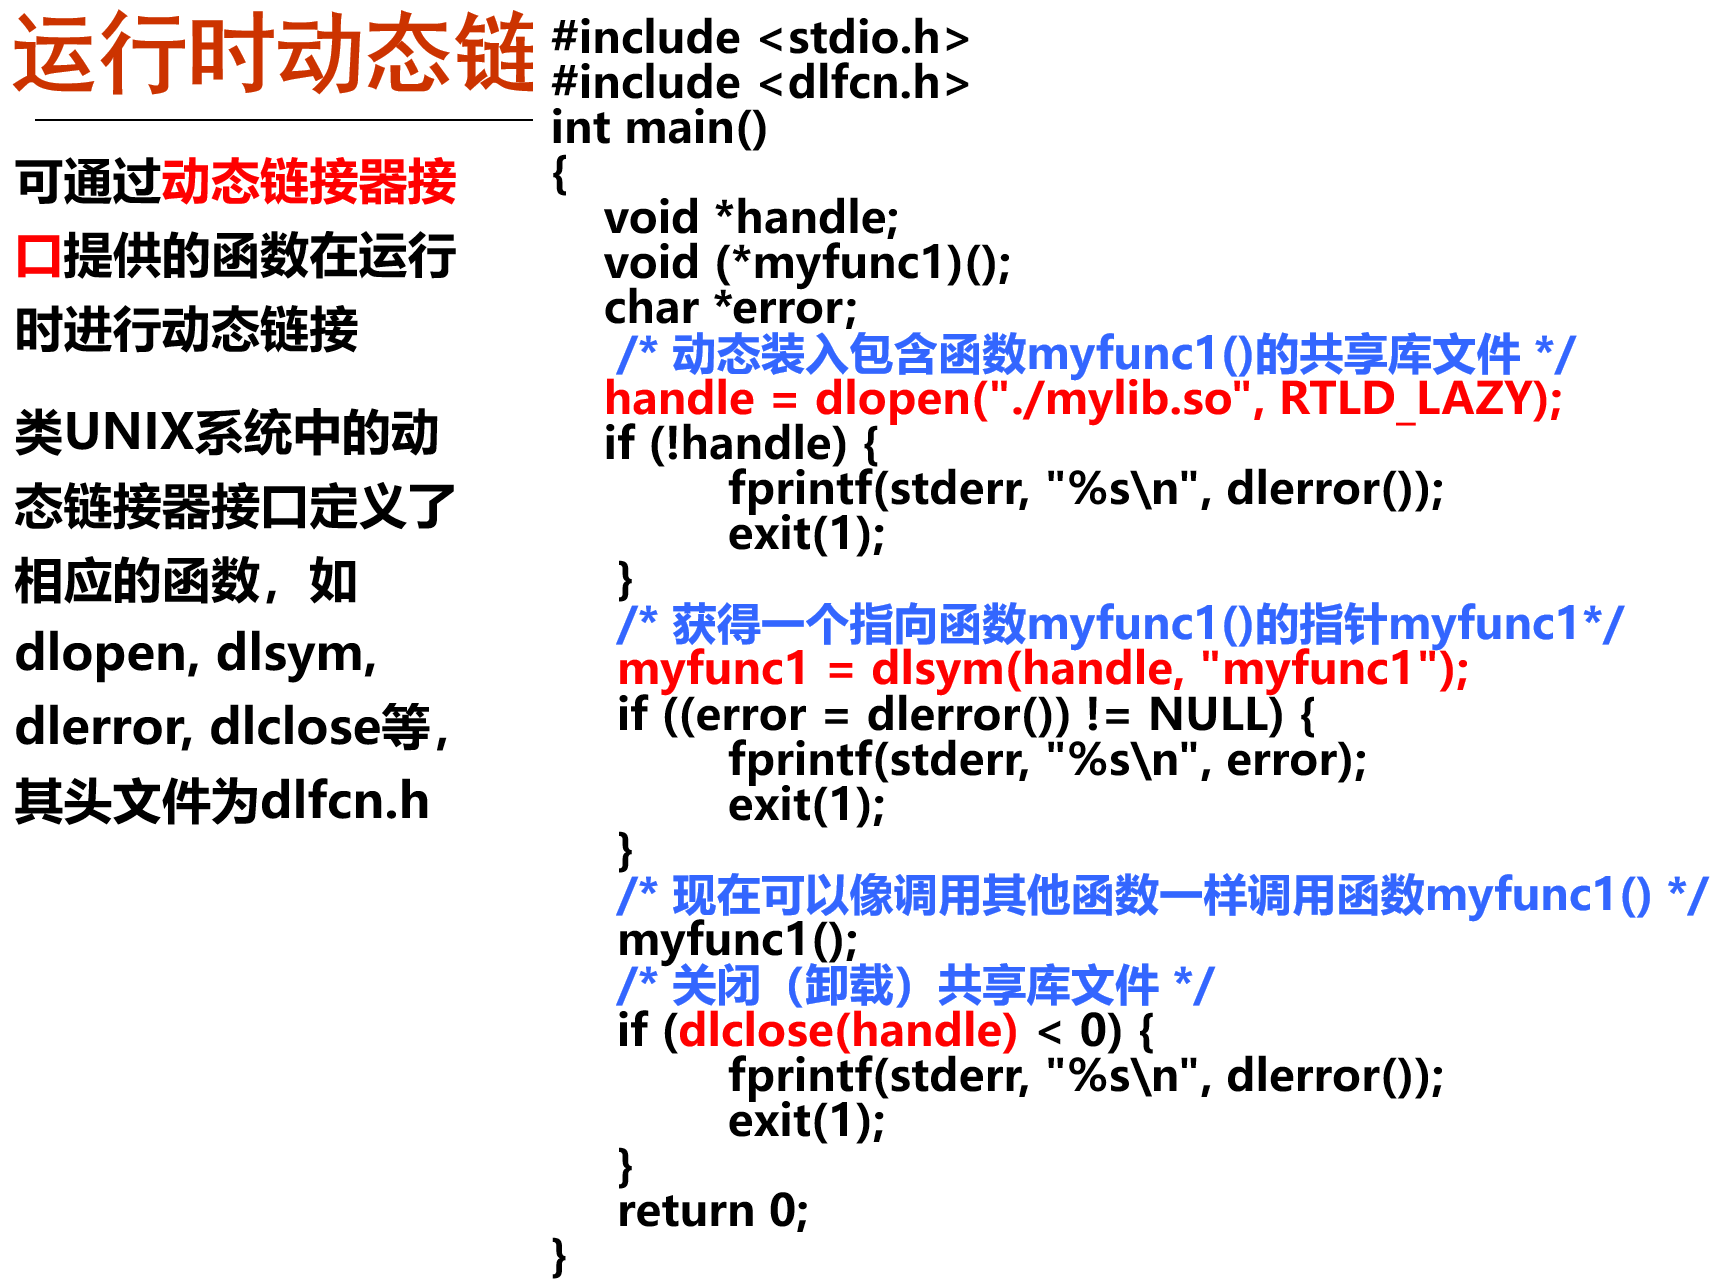 运行时动态链
可通过动态链接器接
口提供的函数在运行
时进行动态链接
类UNIX系统中的动
态链接器接口定义了
相应的函数，如
dlopen, dlsym,
dlerror, dlclose等，
其头文件为dlfcn.h
#include <stdio.h>
#include <dlfcn.h>
int main()
{
void *handle;
void (*myfunc1)();
char *error;
/* 动态装入包含函数myfunc1()的共享库文件 */
handle = dlopen("./mylib.so", RTLD_LAZY);
if (!handle) {
fprintf(stderr, "%s\n", dlerror());
exit(1);
}
/* 获得一个指向函数myfunc1()的指针myfunc1*/
myfunc1 = dlsym(handle, "myfunc1");
if ((error = dlerror()) != NULL) {
fprintf(stderr, "%s\n", error);
exit(1);
}
/* 现在可以像调用其他函数一样调用函数myfunc1() */
myfunc1();
/* 关闭（卸载）共享库文件 */
if (dlclose(handle) < 0) {
fprintf(stderr, "%s\n", dlerror());
exit(1);
}
return 0;
}